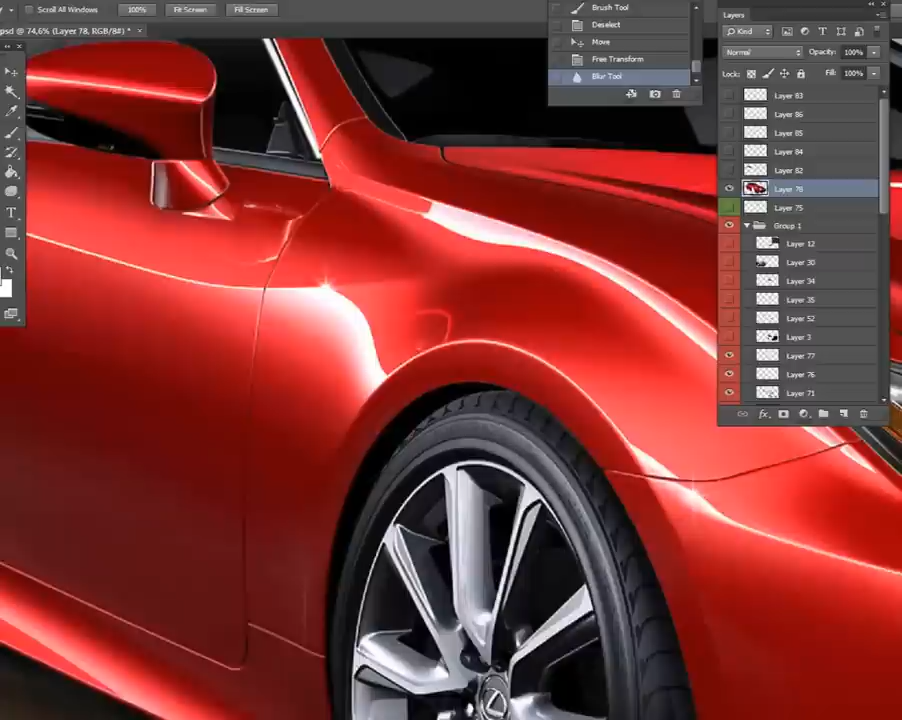 Scroll All Windows 100% Fit Screen Fill Screen
psd @ 74,6% (Layer 78, RGB/8#) * ×
Brush Tool
Deselect
Move
Free Transform
Blur Tool
Layers
Kind
Normal Opacity: 100%
Lock: Fill: 100%
Layer 83
Layer 86
Layer 85
Layer 84
Layer 82
Layer 78
Layer 75
Group 1
Layer 12
Layer 30
Layer 34
Layer 35
Layer 52
Layer 3
Layer 77
Layer 76
Layer 71
fx